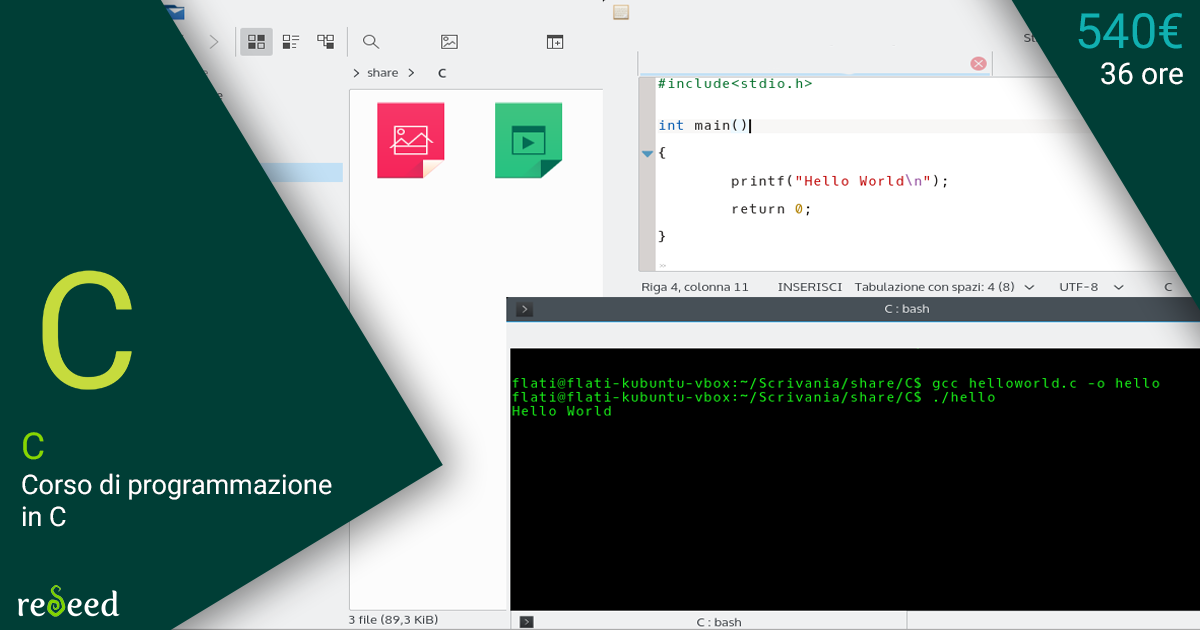 540€
36 ore
share
C
#include<stdio.h>
int main()
{
printf("Hello World\n");
return 0;
}
Riga 4, colonna 11 INSERISCI Tabulazione con spazi: 4 (8) UTF-8 C
C : bash
flati@flati-kubuntu-vbox:~/Scrivania/share/C$ gcc helloworld.c -o hello
flati@flati-kubuntu-vbox:~/Scrivania/share/C$ ./hello
Hello World
C
C
Corso di programmazione
in C
reSeed
3 file (89,3 KiB)
C : bash